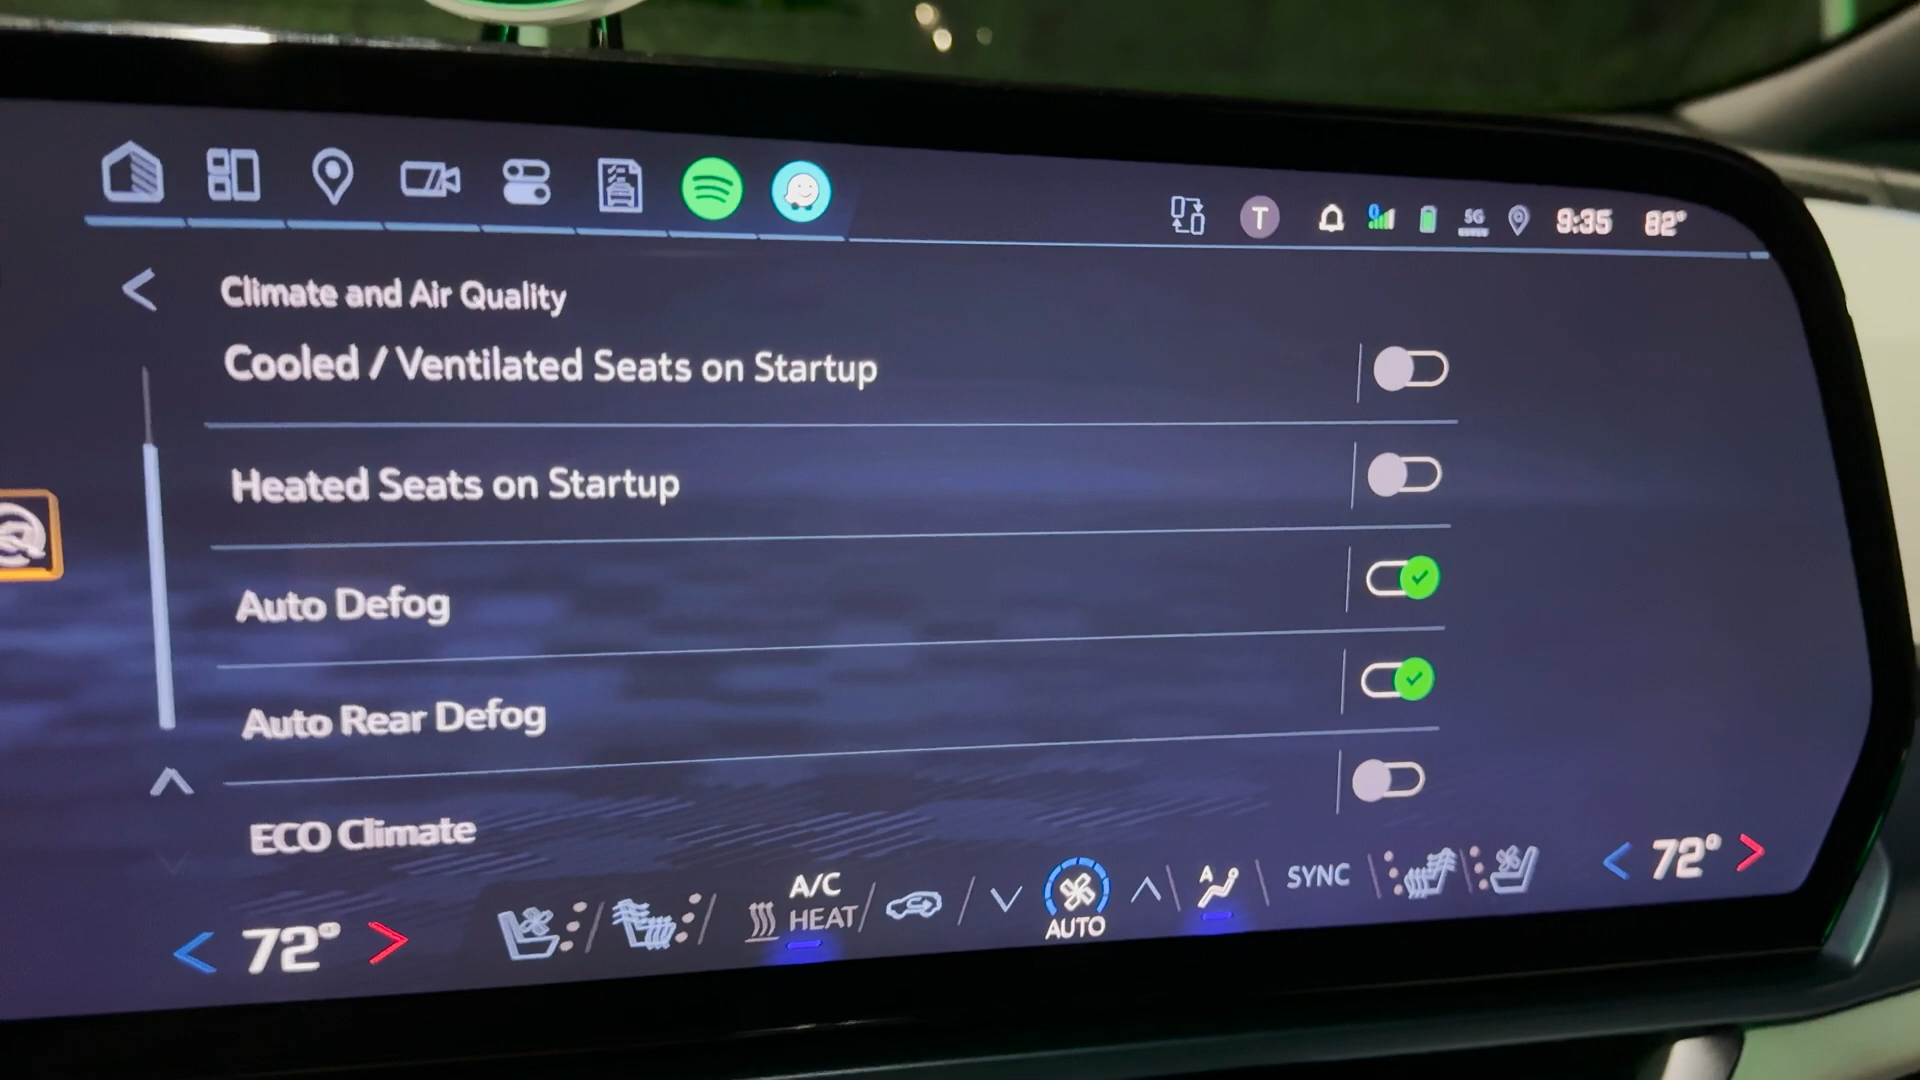 T
5G
9:35
82°
Climate and Air Quality
Cooled / Ventilated Seats on Startup
Heated Seats on Startup
Auto Defog
Auto Rear Defog
ECO Climate
72°
A/C
HEAT
AUTO
A
SYNC
72°